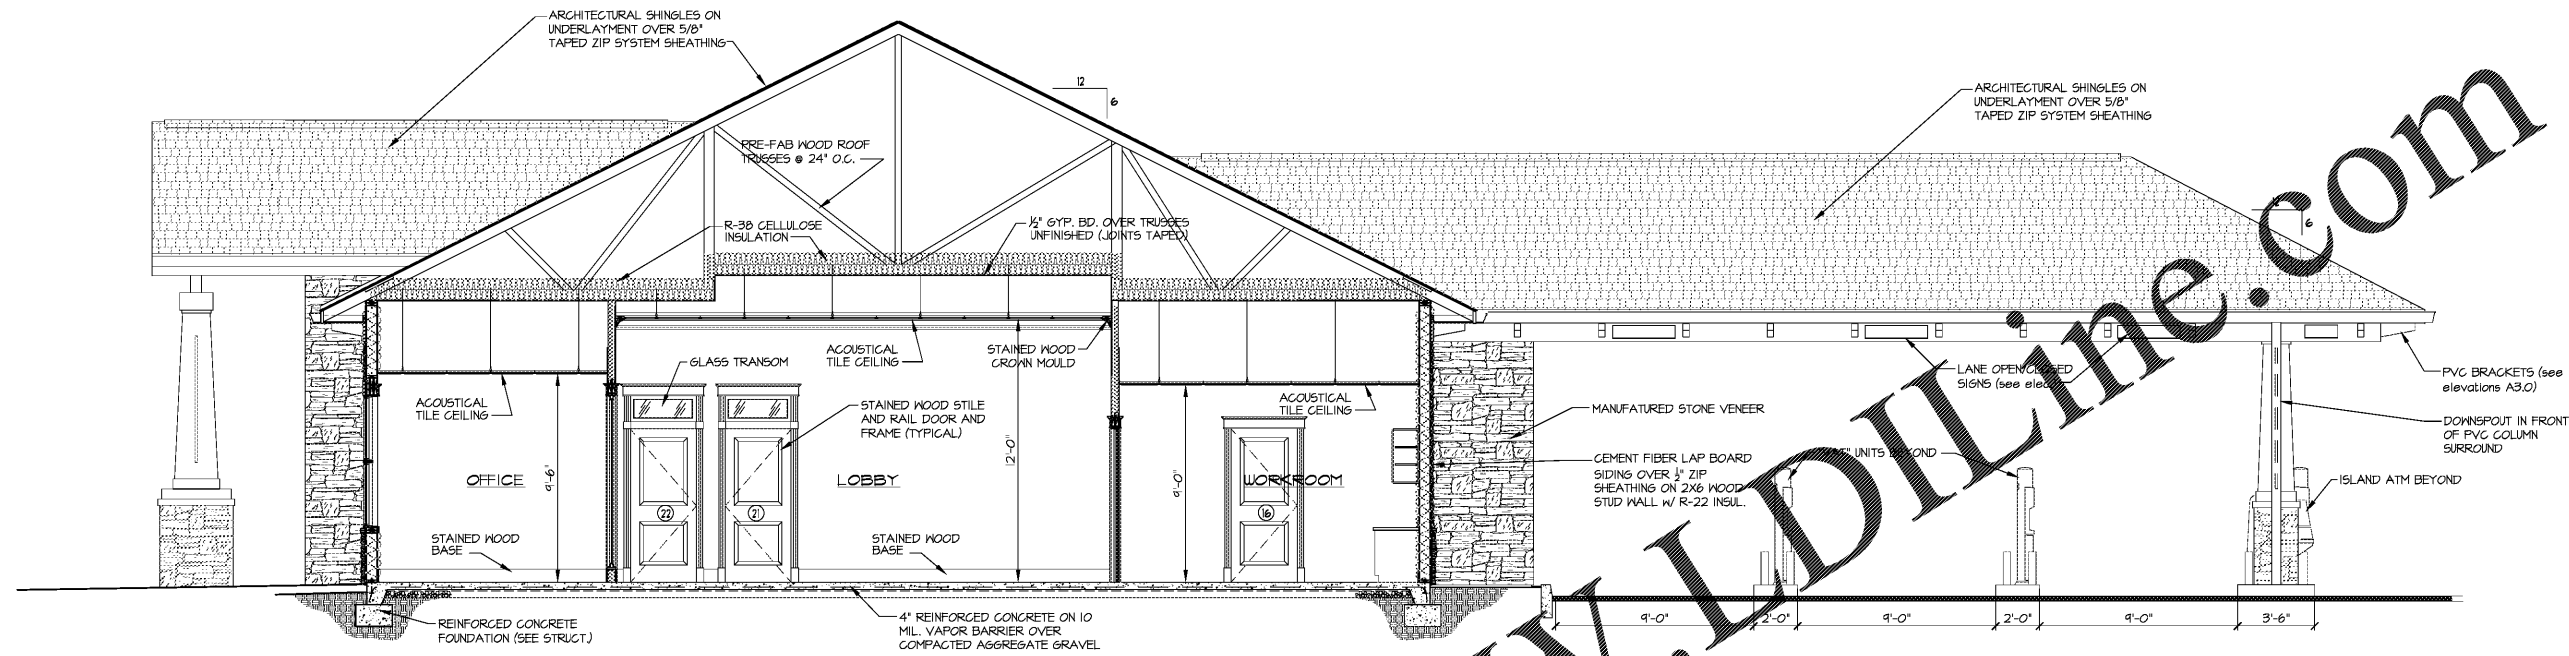 ARCHITECTURAL SHINGLES ON
UNDERLAYMENT OVER 5/8"
TAPED ZIP SYSTEM SHEATHING
12
6
ARCHITECTURAL SHINGLES ON
UNDERLAYMENT OVER 5/8"
TAPED ZIP SYSTEM SHEATHING
PRE-FAB WOOD ROOF
TRUSSES @ 24" O.C.
R-38 CELLULOSE
INSULATION
½" GYP. BD. OVER TRUSSES
UNFINISHED (JOINTS TAPED)
12
6
GLASS TRANSOM
ACOUSTICAL
TILE CEILING
STAINED WOOD
CROWN MOULD
LANE OPEN/CLOSED
SIGNS (see
PVC BRACKETS (see
elevations A3.0)
ACOUSTICAL
TILE CEILING
STAINED WOOD STILE
AND RAIL DOOR AND
FRAME (TYPICAL)
ACOUSTICAL
TILE CEILING
MANUFATURED STONE VENEER
DOWNSPOUT IN FRONT
OF PVC COLUMN
SURROUND
12'-0"
OFFICE
9'-6"
LOBBY
9'-0"
WORKROOM
CEMENT FIBER LAP BOARD
SIDING OVER ½" ZIP
SHEATHING ON 2X6 WOOD
STUD WALL W/ R-22 INSUL.
UNITS BEYOND
ISLAND ATM BEYOND
22
21
16
STAINED WOOD
BASE
STAINED WOOD
BASE
REINFORCED CONCRETE
FOUNDATION (SEE STRUCT.)
4" REINFORCED CONCRETE ON 10
MIL. VAPOR BARRIER OVER
COMPACTED AGGREGATE GRAVEL
9'-0"
2'-0"
9'-0"
2'-0"
9'-0"
3'-6"
.LDILine.com